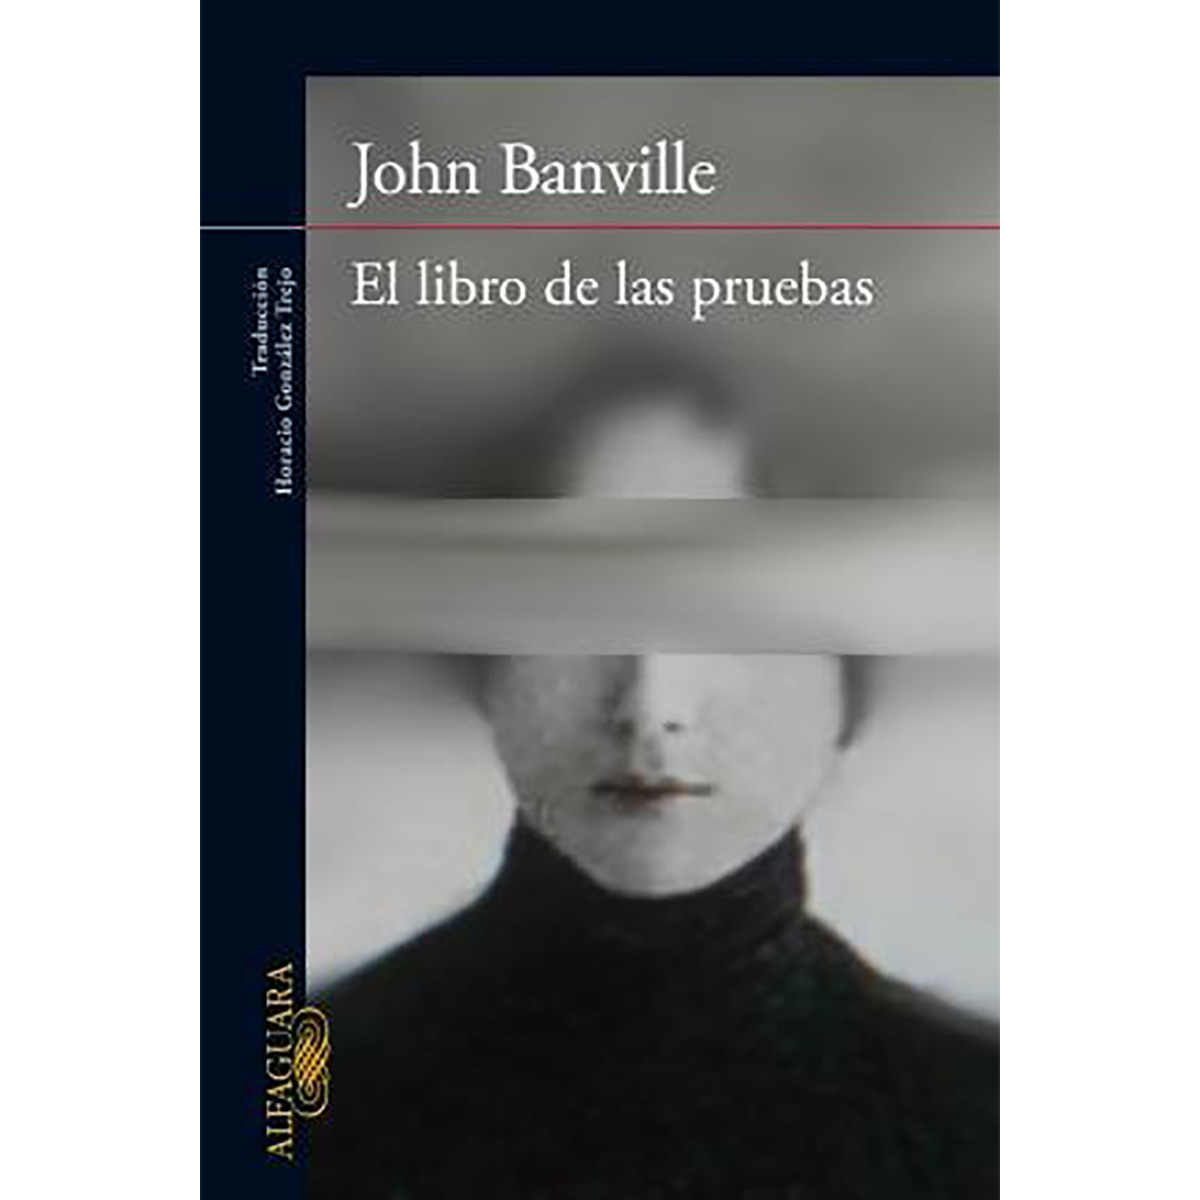 John Banville
El libro de las pruebas
Traducción
Horacio González Trejo
ALFAGUARA